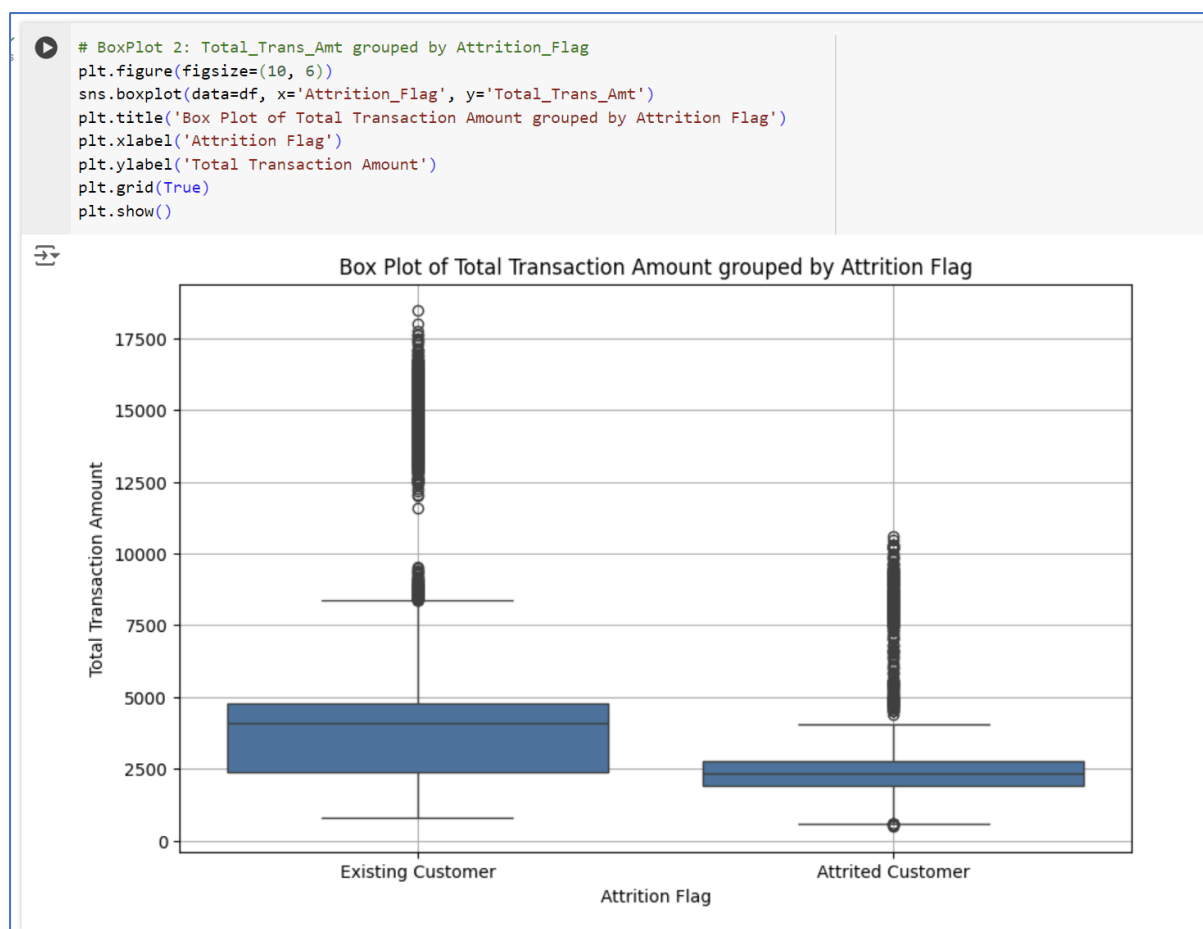 # BoxPlot 2: Total_Trans_Amt grouped by Attrition_Flag
plt.figure(figsize=(10, 6))
sns.boxplot(data=df, x='Attrition_Flag', y='Total_Trans_Amt')
plt.title('Box Plot of Total Transaction Amount grouped by Attrition Flag')
plt.xlabel('Attrition Flag')
plt.ylabel('Total Transaction Amount')
plt.grid(True)
plt.show()
Box Plot of Total Transaction Amount grouped by Attrition Flag
Total Transaction Amount
17500
15000
12500
10000
7500
5000
2500
0
Existing Customer
Attrited Customer
Attrition Flag